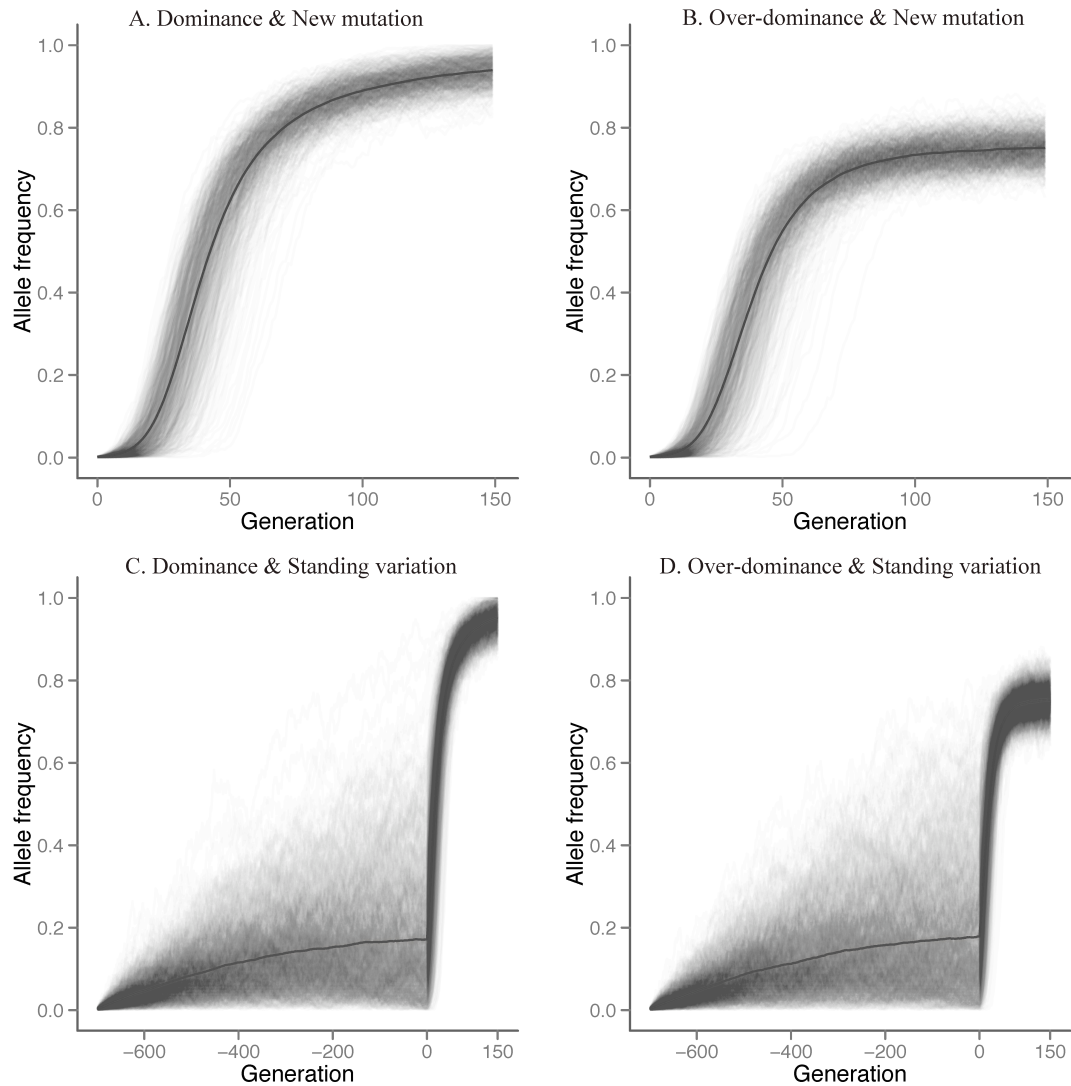 A. Dominance & New mutation
1.0
0.8
0.6
0.4
0.2
0.0
Allele frequency
0 50 100 150
Generation
B. Over-dominance & New mutation
1.0
0.8
0.6
0.4
0.2
0.0
Allele frequency
0 50 100 150
Generation
C. Dominance & Standing variation
1.0
0.8
0.6
0.4
0.2
0.0
Allele frequency
−600 −400 −200 0 150
Generation
D. Over-dominance & Standing variation
1.0
0.8
0.6
0.4
0.2
0.0
Allele frequency
−600 −400 −200 0 150
Generation